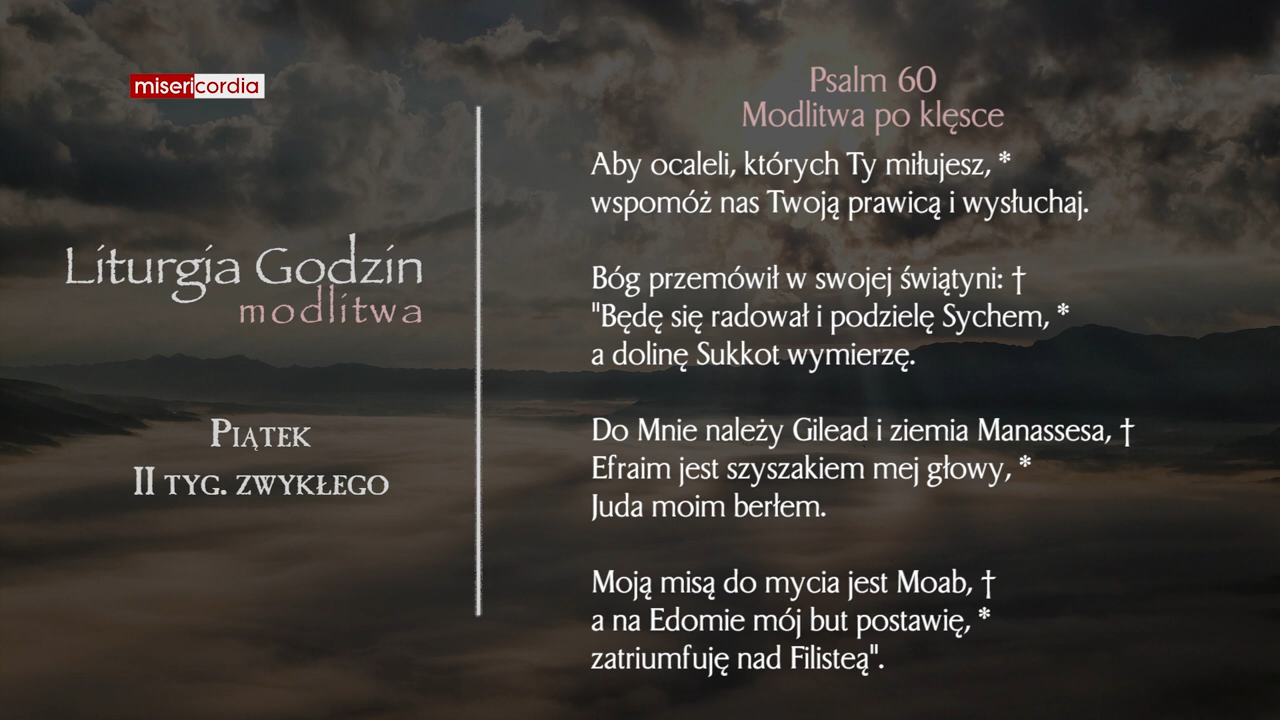 misericordia
Liturgia Godzin
modlitwa
Piątek
II tyg. zwykłego
Psalm 60
Modlitwa po klęsce
Aby ocaleli, których Ty miłujesz, *
wspomóż nas Twoją prawicą i wysłuchaj.
Bóg przemówił w swojej świątyni: †
"Będę się radował i podzielę Sychem, *
a dolinę Sukkot wymierzę.
Do Mnie należy Gilead i ziemia Manassesa, †
Efraim jest szyszakiem mej głowy, *
Juda moim berłem.
Moją misą do mycia jest Moab, †
a na Edomie mój but postawię, *
zatriumfuję nad Filisteą".